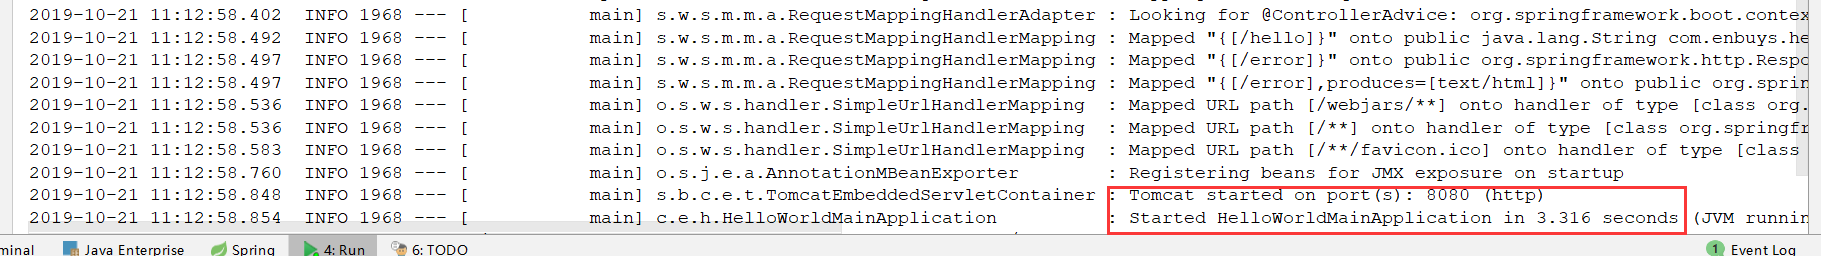 2019-10-21 11:12:58.402  INFO 1968 --- [           main] s.w.s.m.m.a.RequestMappingHandlerAdapter : Looking for @ControllerAdvice: org.springframework.boot.contex
2019-10-21 11:12:58.492  INFO 1968 --- [           main] s.w.s.m.m.a.RequestMappingHandlerMapping : Mapped "{[/hello]}" onto public java.lang.String com.enbuys.he
2019-10-21 11:12:58.497  INFO 1968 --- [           main] s.w.s.m.m.a.RequestMappingHandlerMapping : Mapped "{[/error]}" onto public org.springframework.http.Respo
2019-10-21 11:12:58.497  INFO 1968 --- [           main] s.w.s.m.m.a.RequestMappingHandlerMapping : Mapped "{[/error],produces=[text/html]}" onto public org.sprin
2019-10-21 11:12:58.536  INFO 1968 --- [           main] o.s.w.s.handler.SimpleUrlHandlerMapping  : Mapped URL path [/webjars/**] onto handler of type [class org.
2019-10-21 11:12:58.536  INFO 1968 --- [           main] o.s.w.s.handler.SimpleUrlHandlerMapping  : Mapped URL path [/**] onto handler of type [class org.springfr
2019-10-21 11:12:58.583  INFO 1968 --- [           main] o.s.w.s.handler.SimpleUrlHandlerMapping  : Mapped URL path [/**/favicon.ico] onto handler of type [class
2019-10-21 11:12:58.760  INFO 1968 --- [           main] o.s.j.e.a.AnnotationMBeanExporter        : Registering beans for JMX exposure on startup
2019-10-21 11:12:58.848  INFO 1968 --- [           main] s.b.c.e.t.TomcatEmbeddedServletContainer : Tomcat started on port(s): 8080 (http)
2019-10-21 11:12:58.854  INFO 1968 --- [           main] c.e.h.HelloWorldMainApplication          : Started HelloWorldMainApplication in 3.316 seconds (JVM runnin
minal Java Enterprise Spring 4: Run 6: TODO 1 Event Log